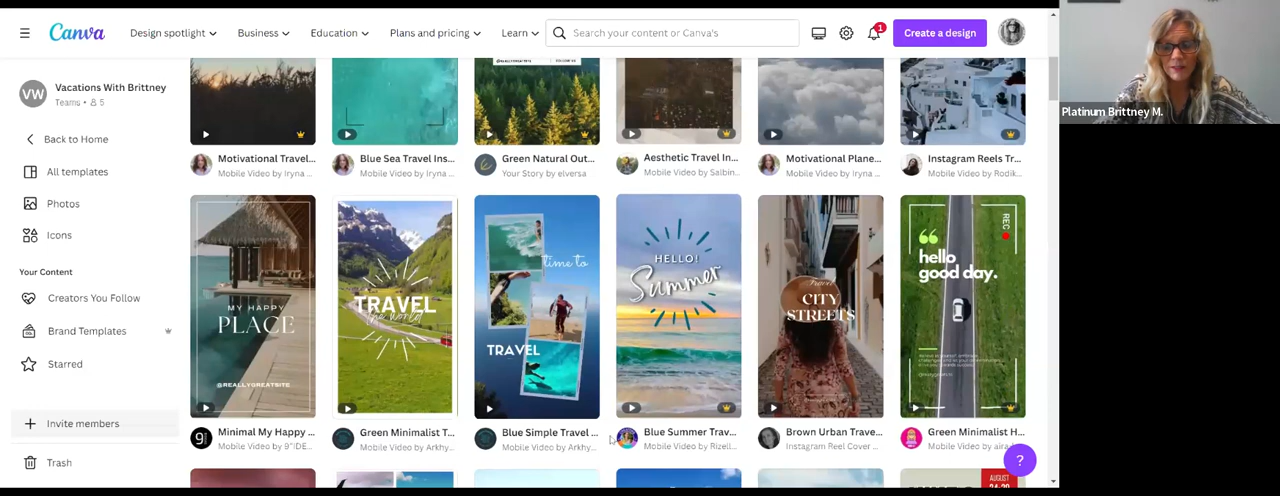 Canva
Design spotlight
Business
Education
Plans and pricing
Learn
Search your content or Canva's
1
Create a design
VW
Vacations With Brittney
Teams • 5
Back to Home
All templates
Photos
Icons
Your Content
Creators You Follow
Brand Templates
Starred
Invite members
Trash
Motivational Travel...
Mobile Video by Iryna ...
Blue Sea Travel Ins...
Mobile Video by Iryna ...
Green Natural Out...
Your Story by elversa
Aesthetic Travel In...
Mobile Video by Salbin...
Motivational Plane...
Mobile Video by Iryna ...
Instagram Reels Tr...
Mobile Video by Rodik...
MY HAPPY
PLACE
@REALLYGREATSITE
TRAVEL
the World
time to
TRAVEL
HELLO!
Summer
Travel
CITY
STREETS
REC
hello
good day.
Minimal My Happy ...
Mobile Video by 9"IDE...
Green Minimalist T...
Mobile Video by Arkhy...
Blue Simple Travel ...
Mobile Video by Arkhy...
Blue Summer Trav...
Mobile Video by Rizell...
Brown Urban Trave...
Instagram Reel Cover ...
Green Minimalist H...
Mobile Video by aira ...
AUGUST
?
Platinum Brittney M.